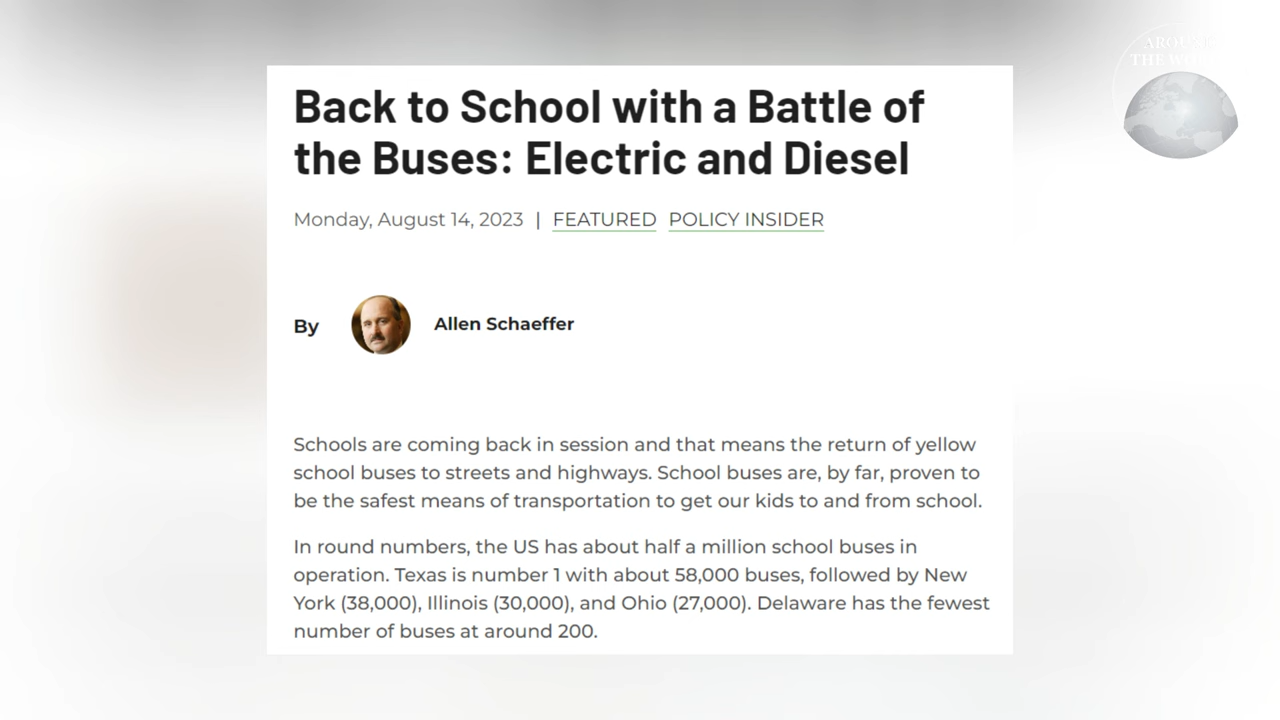 AROUND
THE WORLD
Back to School with a Battle of
the Buses: Electric and Diesel
Monday, August 14, 2023 | FEATURED POLICY INSIDER
By Allen Schaeffer
Schools are coming back in session and that means the return of yellow
school buses to streets and highways. School buses are, by far, proven to
be the safest means of transportation to get our kids to and from school.
In round numbers, the US has about half a million school buses in
operation. Texas is number 1 with about 58,000 buses, followed by New
York (38,000), Illinois (30,000), and Ohio (27,000). Delaware has the fewest
number of buses at around 200.